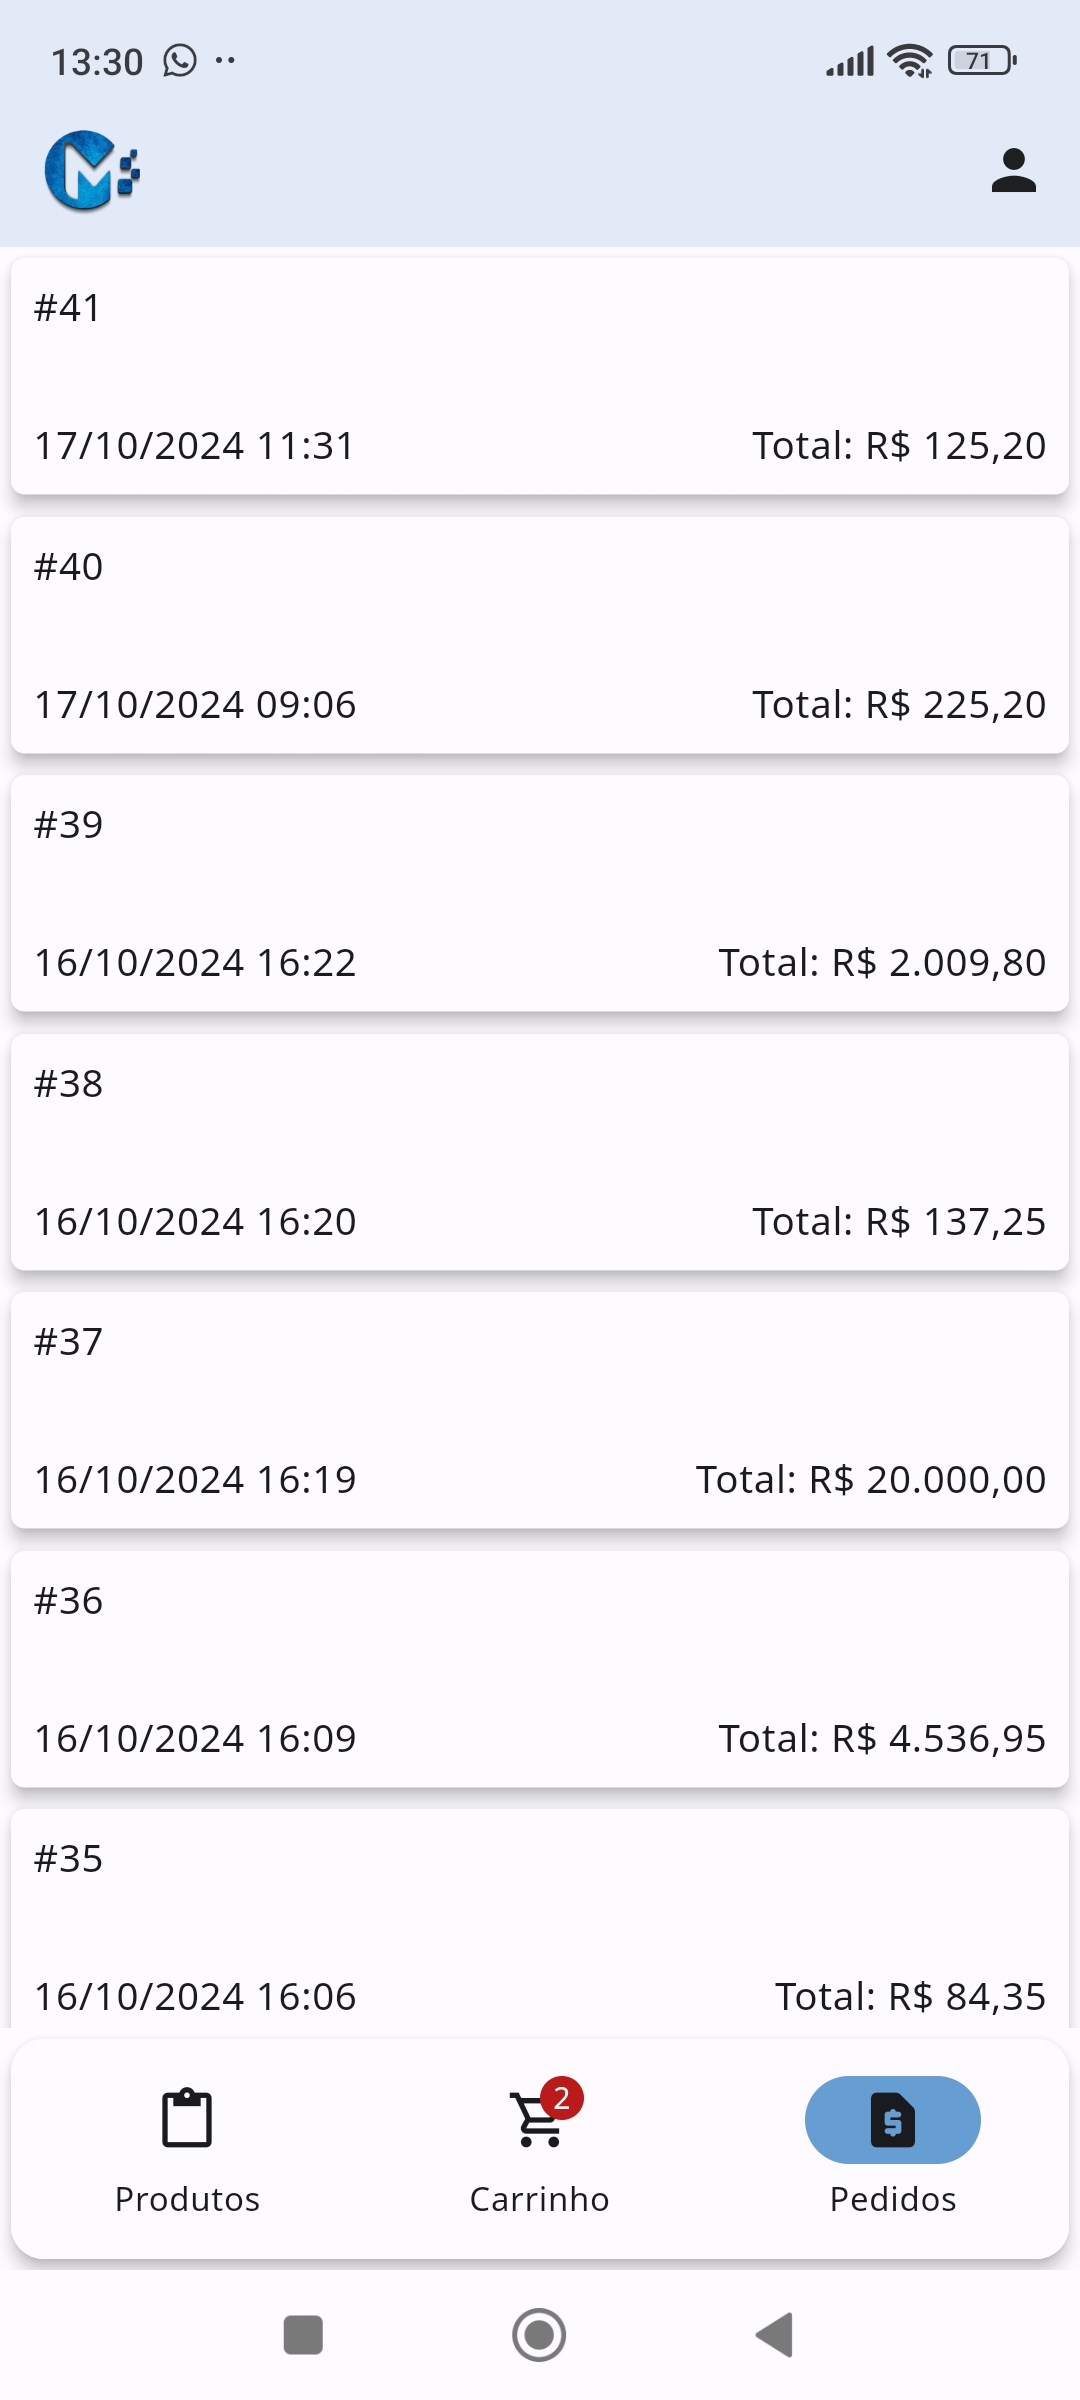 13:30
71
#41
17/10/2024 11:31 Total: R$ 125,20
#40
17/10/2024 09:06 Total: R$ 225,20
#39
16/10/2024 16:22 Total: R$ 2.009,80
#38
16/10/2024 16:20 Total: R$ 137,25
#37
16/10/2024 16:19 Total: R$ 20.000,00
#36
16/10/2024 16:09 Total: R$ 4.536,95
#35
16/10/2024 16:06 Total: R$ 84,35
2
Produtos Carrinho Pedidos